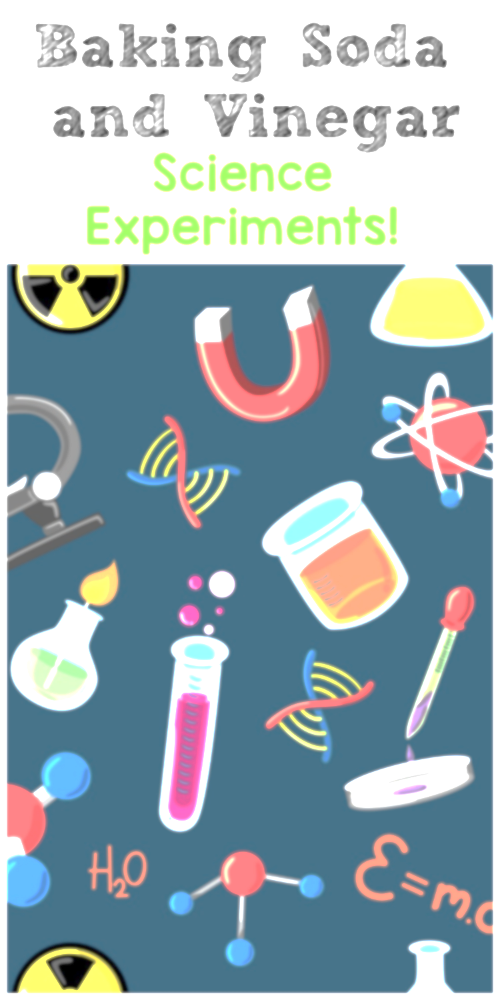 Baking Soda
and Vinegar
Science
Experiments!
H₂O
E=m.c